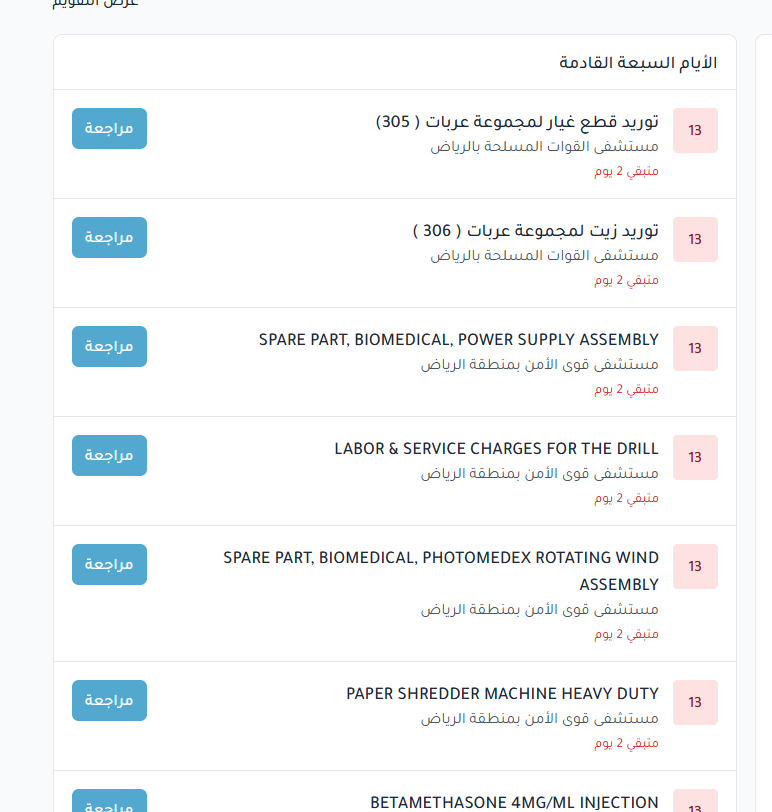 عرض التقويم
الأيام السبعة القادمة
13
توريد قطع غيار لمجموعة عربات ( 305)
مستشفى القوات المسلحة بالرياض
متبقي 2 يوم
مراجعة
13
توريد زيت لمجموعة عربات ( 306 )
مستشفى القوات المسلحة بالرياض
متبقي 2 يوم
مراجعة
13
SPARE PART, BIOMEDICAL, POWER SUPPLY ASSEMBLY
مستشفى قوى الأمن بمنطقة الرياض
متبقي 2 يوم
مراجعة
13
LABOR & SERVICE CHARGES FOR THE DRILL
مستشفى قوى الأمن بمنطقة الرياض
متبقي 2 يوم
مراجعة
13
SPARE PART, BIOMEDICAL, PHOTOMEDEX ROTATING WIND
ASSEMBLY
مستشفى قوى الأمن بمنطقة الرياض
متبقي 2 يوم
مراجعة
13
PAPER SHREDDER MACHINE HEAVY DUTY
مستشفى قوى الأمن بمنطقة الرياض
متبقي 2 يوم
مراجعة
13
BETAMETHASONE 4MG/ML INJECTION
مراجعة